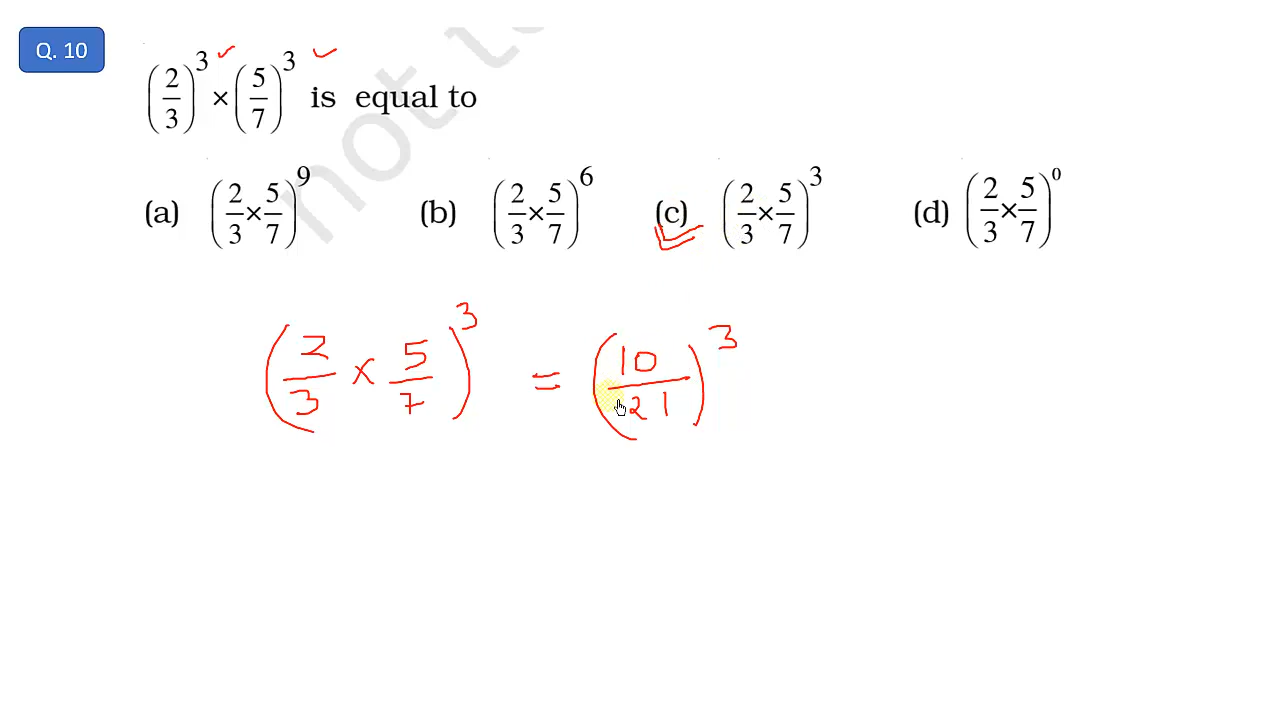 Q. 10
(2/3)³ × (5/7)³ is equal to
(a) (2/3×5/7)⁹ (b) (2/3×5/7)⁶ (c) (2/3×5/7)³ (d) (2/3×5/7)⁰
(2/3 × 5/7)³ = (10/21)³
not to